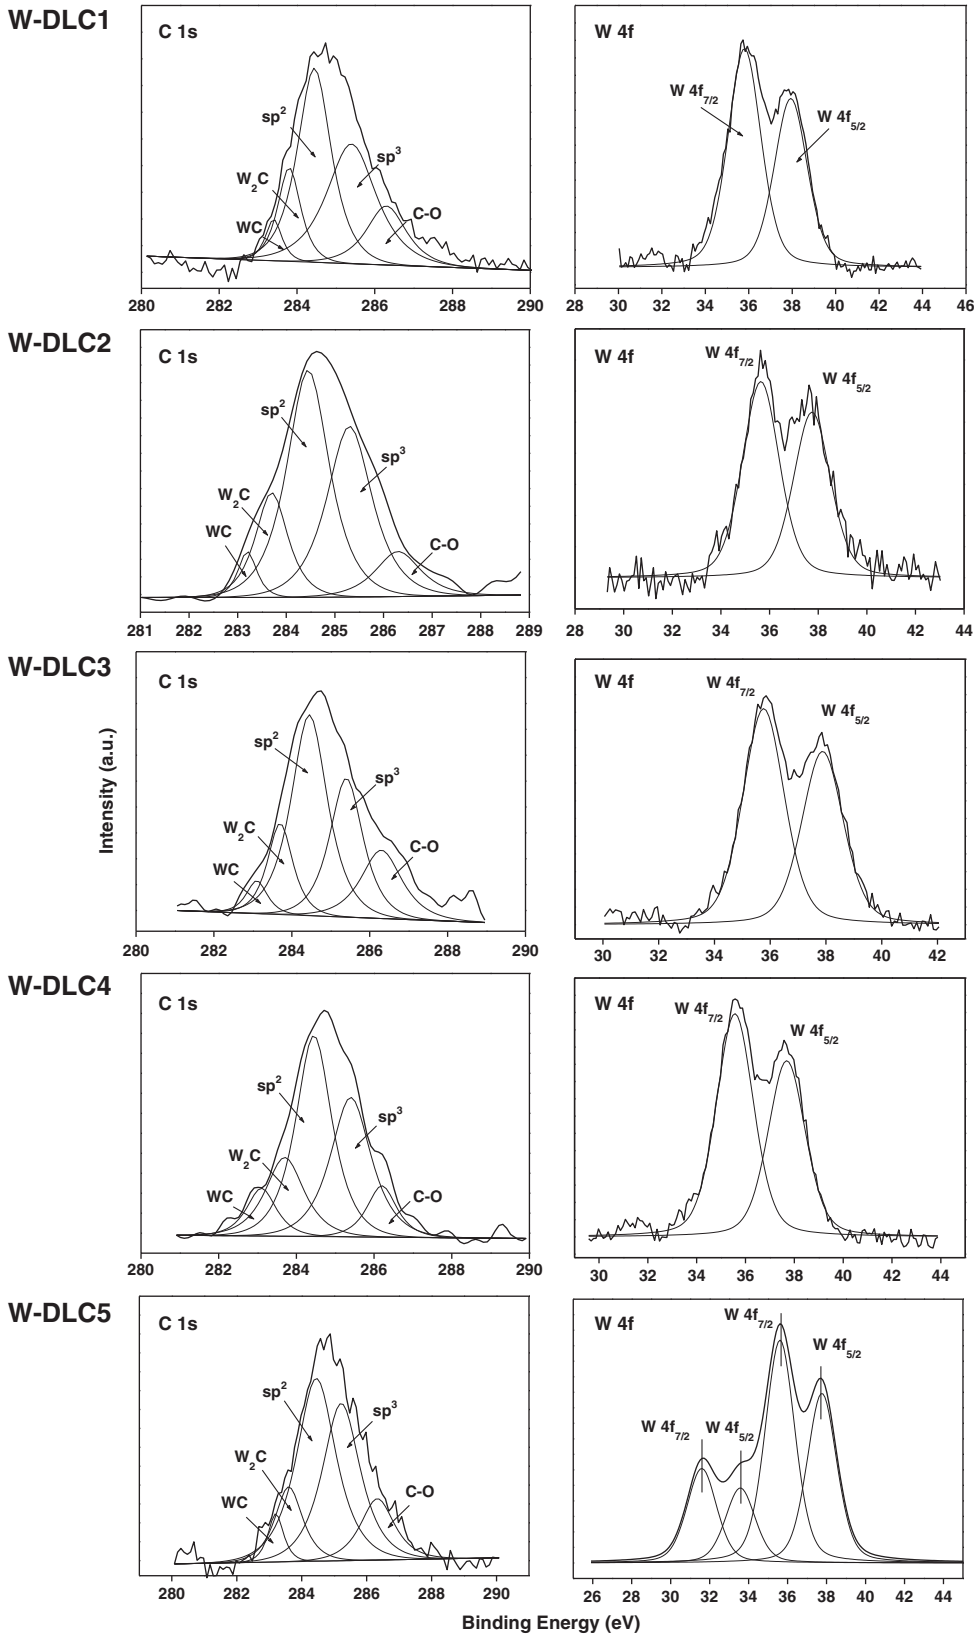 W-DLC1
C 1s
sp²
sp³
W₂C
C-O
WC
280 282 284 286 288 290
W 4f
W 4f₇/₂
W 4f₅/₂
28 30 32 34 36 38 40 42 44 46
W-DLC2
C 1s
sp²
sp³
W₂C
WC
C-O
281 282 283 284 285 286 287 288 289
W 4f
W 4f₇/₂
W 4f₅/₂
28 30 32 34 36 38 40 42 44
W-DLC3
C 1s
sp²
sp³
W₂C
C-O
WC
280 282 284 286 288 290
W 4f
W 4f₇/₂
W 4f₅/₂
30 32 34 36 38 40 42
Intensity (a.u.)
W-DLC4
C 1s
sp²
sp³
W₂C
WC
C-O
280 282 284 286 288 290
W 4f
W 4f₇/₂
W 4f₅/₂
30 32 34 36 38 40 42 44
W-DLC5
C 1s
sp²
sp³
W₂C
C-O
WC
280 282 284 286 288 290
W 4f
W 4f₇/₂
W 4f₅/₂
W 4f₇/₂ W 4f₅/₂
26 28 30 32 34 36 38 40 42 44
Binding Energy (eV)